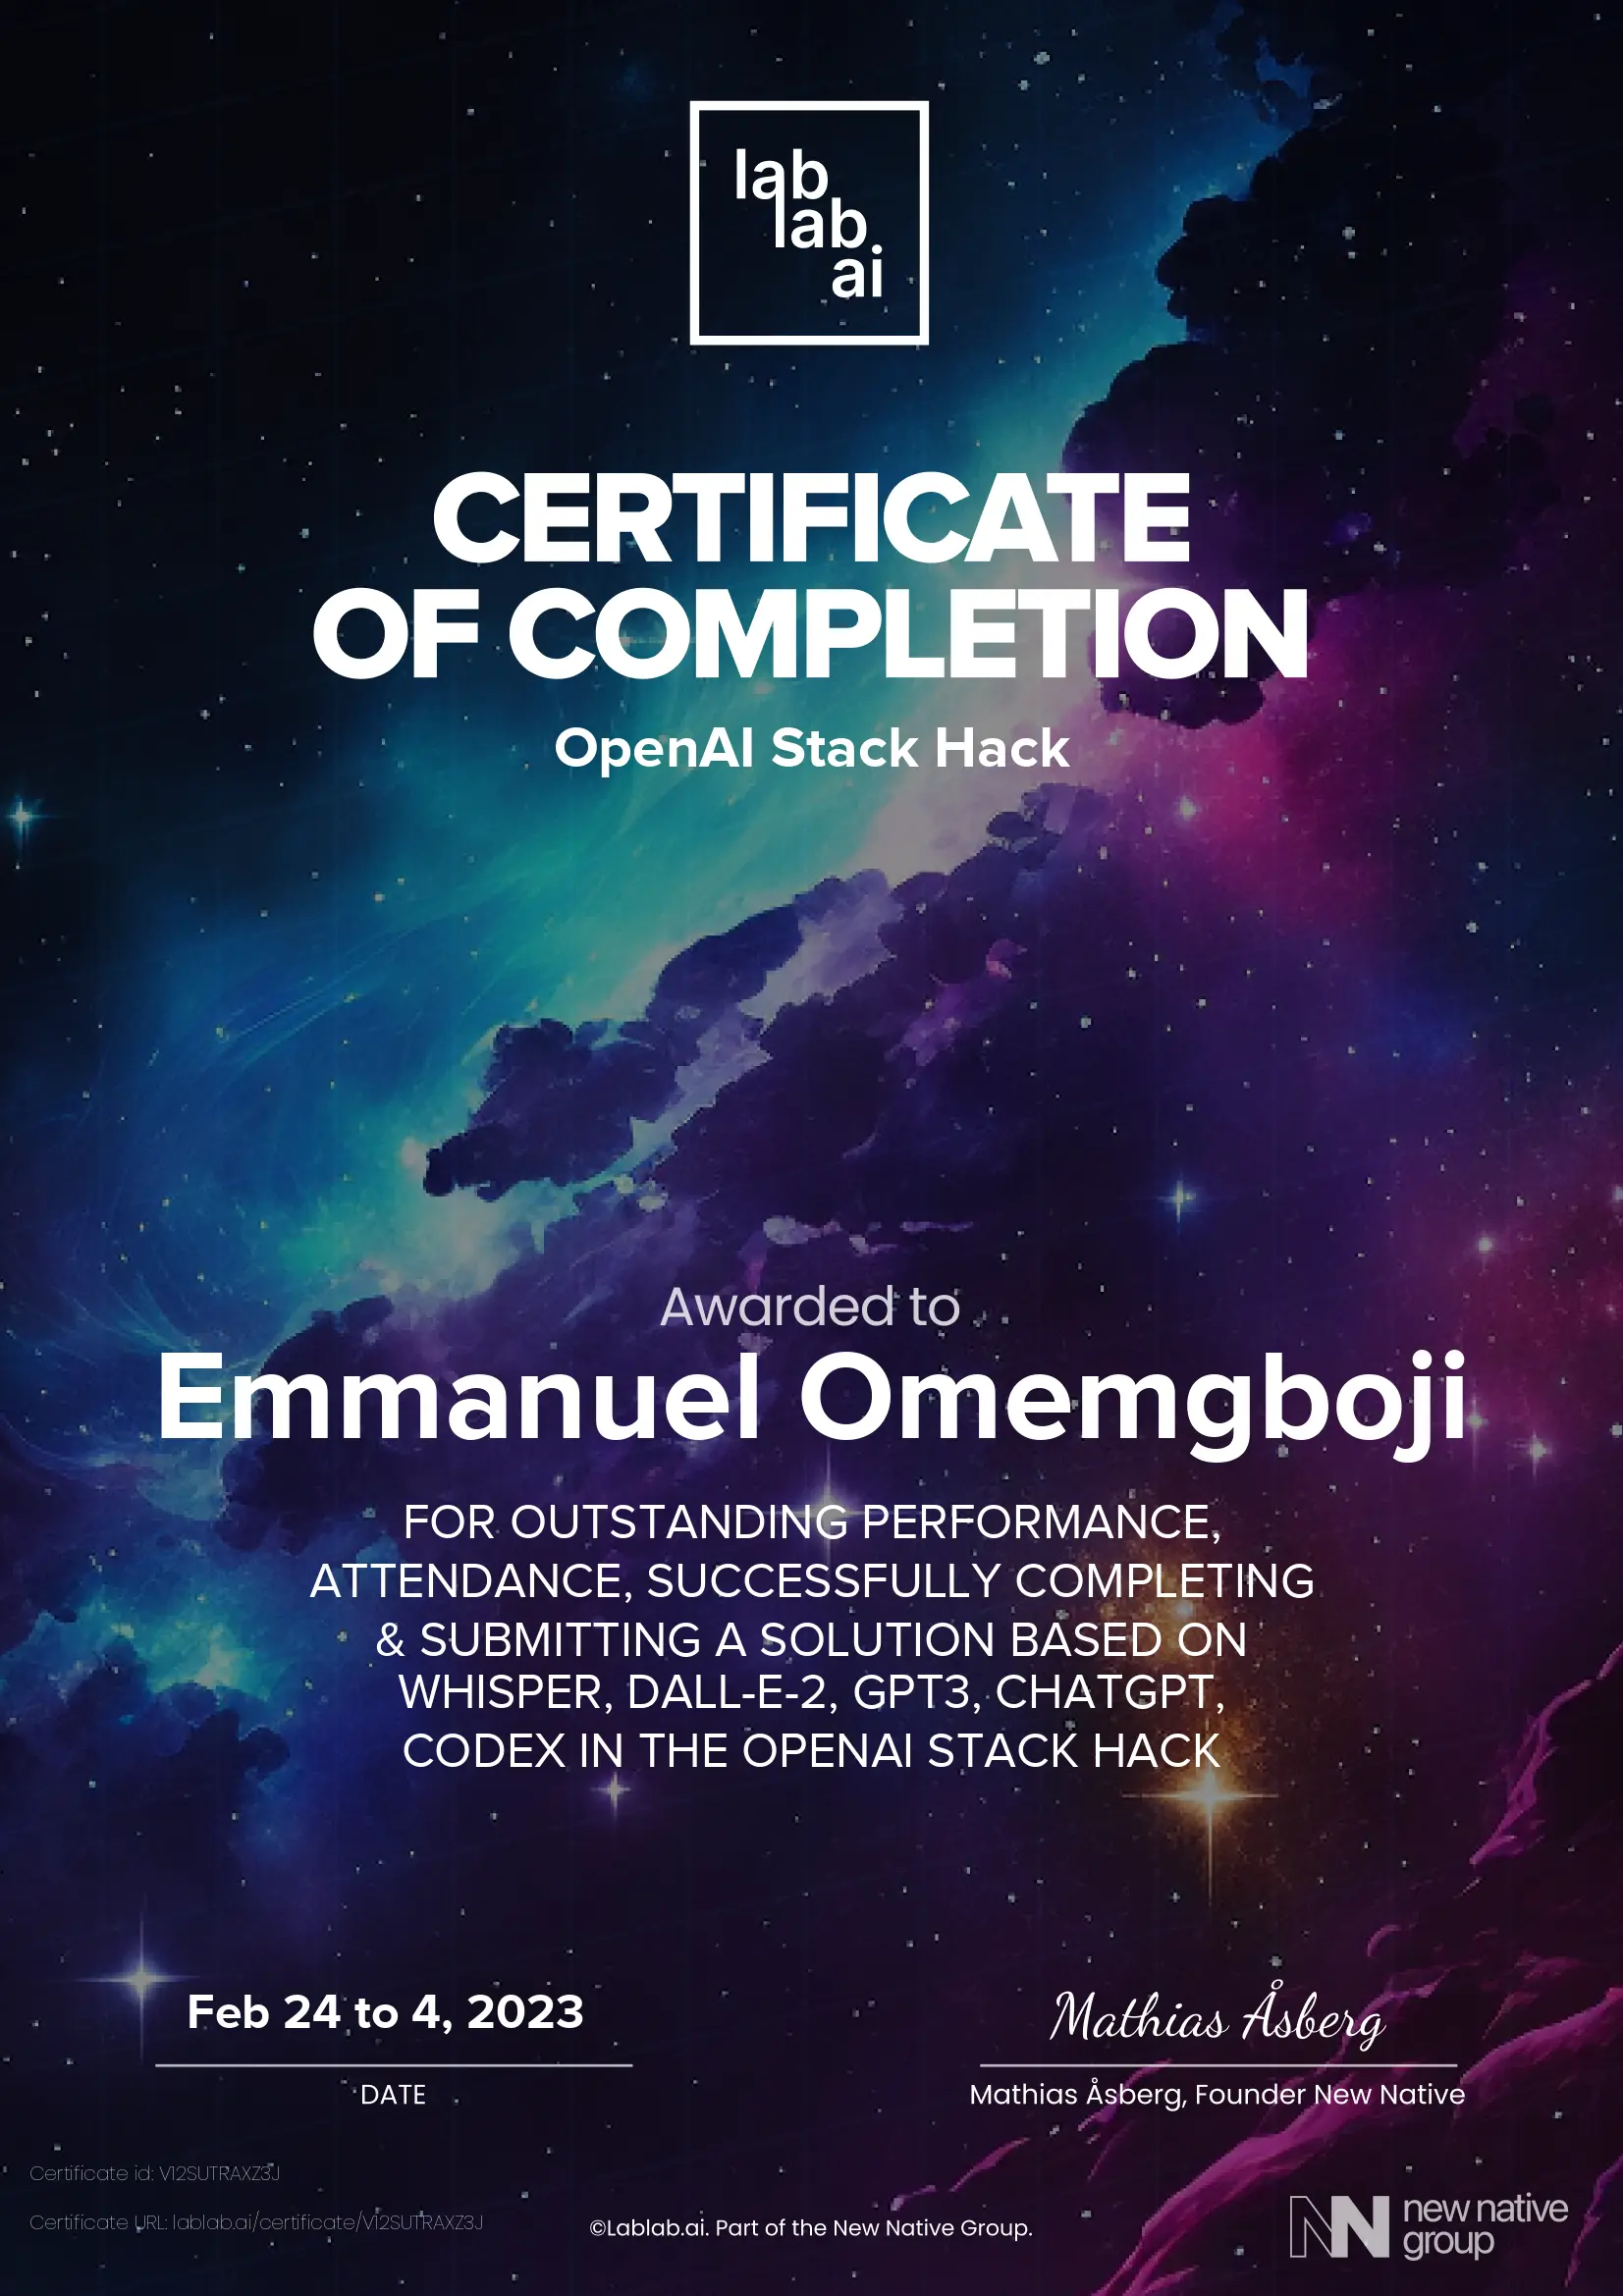 lab
lab
ai
CERTIFICATE
OF COMPLETION
OpenAI Stack Hack
Awarded to
Emmanuel Omemgboji
FOR OUTSTANDING PERFORMANCE,
ATTENDANCE, SUCCESSFULLY COMPLETING
& SUBMITTING A SOLUTION BASED ON
WHISPER, DALL-E-2, GPT3, CHATGPT,
CODEX IN THE OPENAI STACK HACK
Feb 24 to 4, 2023
DATE
Mathias Åsberg
Mathias Åsberg, Founder New Native
Certificate id: V12SUTRAXZ3J
Certificate URL: lablab.ai/certificate/V12SUTRAXZ3J
©Lablab.ai. Part of the New Native Group.
NN new native
group